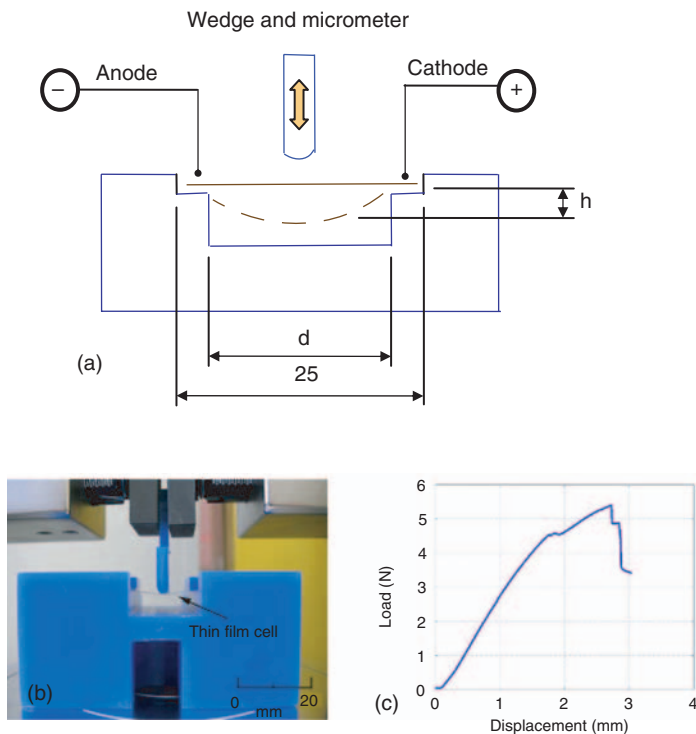 Wedge and micrometer
Anode
Cathode
−
+
h
d
25
(a)
Thin film cell
(b)
0
20
mm
6
5
4
3
2
1
0
Load (N)
0
1
2
3
4
Displacement (mm)
(c)